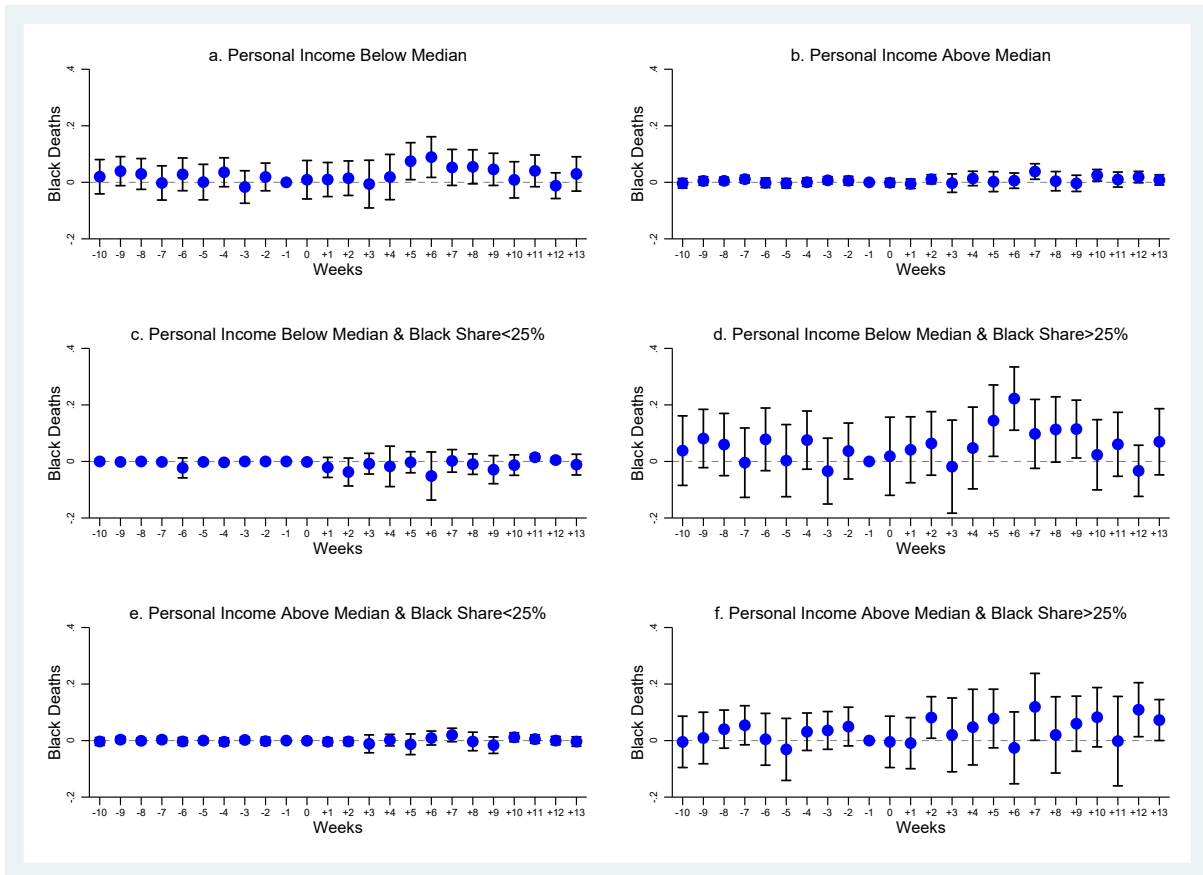 a. Personal Income Below Median
Black Deaths
.4
.2
0
-.2
-10 -9 -8 -7 -6 -5 -4 -3 -2 -1 0 +1 +2 +3 +4 +5 +6 +7 +8 +9 +10 +11 +12 +13
Weeks
b. Personal Income Above Median
Black Deaths
.4
.2
0
-.2
-10 -9 -8 -7 -6 -5 -4 -3 -2 -1 0 +1 +2 +3 +4 +5 +6 +7 +8 +9 +10 +11 +12 +13
Weeks
c. Personal Income Below Median & Black Share<25%
Black Deaths
.4
.2
0
-.2
-10 -9 -8 -7 -6 -5 -4 -3 -2 -1 0 +1 +2 +3 +4 +5 +6 +7 +8 +9 +10 +11 +12 +13
Weeks
d. Personal Income Below Median & Black Share>25%
Black Deaths
.4
.2
0
-.2
-10 -9 -8 -7 -6 -5 -4 -3 -2 -1 0 +1 +2 +3 +4 +5 +6 +7 +8 +9 +10 +11 +12 +13
Weeks
e. Personal Income Above Median & Black Share<25%
Black Deaths
.4
.2
0
-.2
-10 -9 -8 -7 -6 -5 -4 -3 -2 -1 0 +1 +2 +3 +4 +5 +6 +7 +8 +9 +10 +11 +12 +13
Weeks
f. Personal Income Above Median & Black Share>25%
Black Deaths
.4
.2
0
-.2
-10 -9 -8 -7 -6 -5 -4 -3 -2 -1 0 +1 +2 +3 +4 +5 +6 +7 +8 +9 +10 +11 +12 +13
Weeks